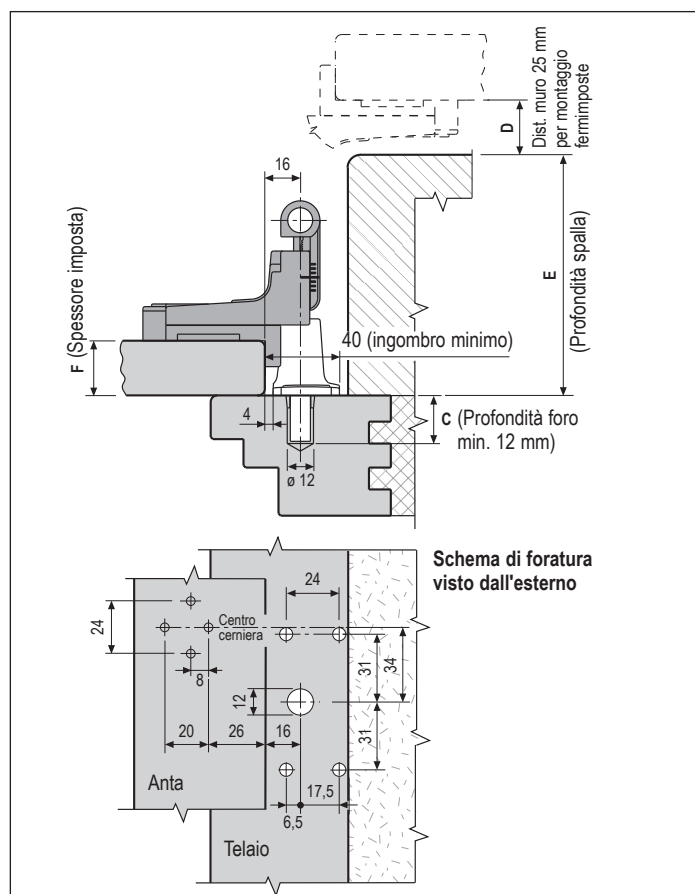 Dist. muro 25 mm
per montaggio
fermimposte
D
16
E
(Profondità spalla)
F (Spessore imposta)
40 (ingombro minimo)
4
C (Profondità foro
min. 12 mm)
ø 12
Schema di foratura
visto dall'esterno
24
24
Centro
cerniera
8
31
34
12
20
26
16
31
17,5
6,5
Anta
Telaio